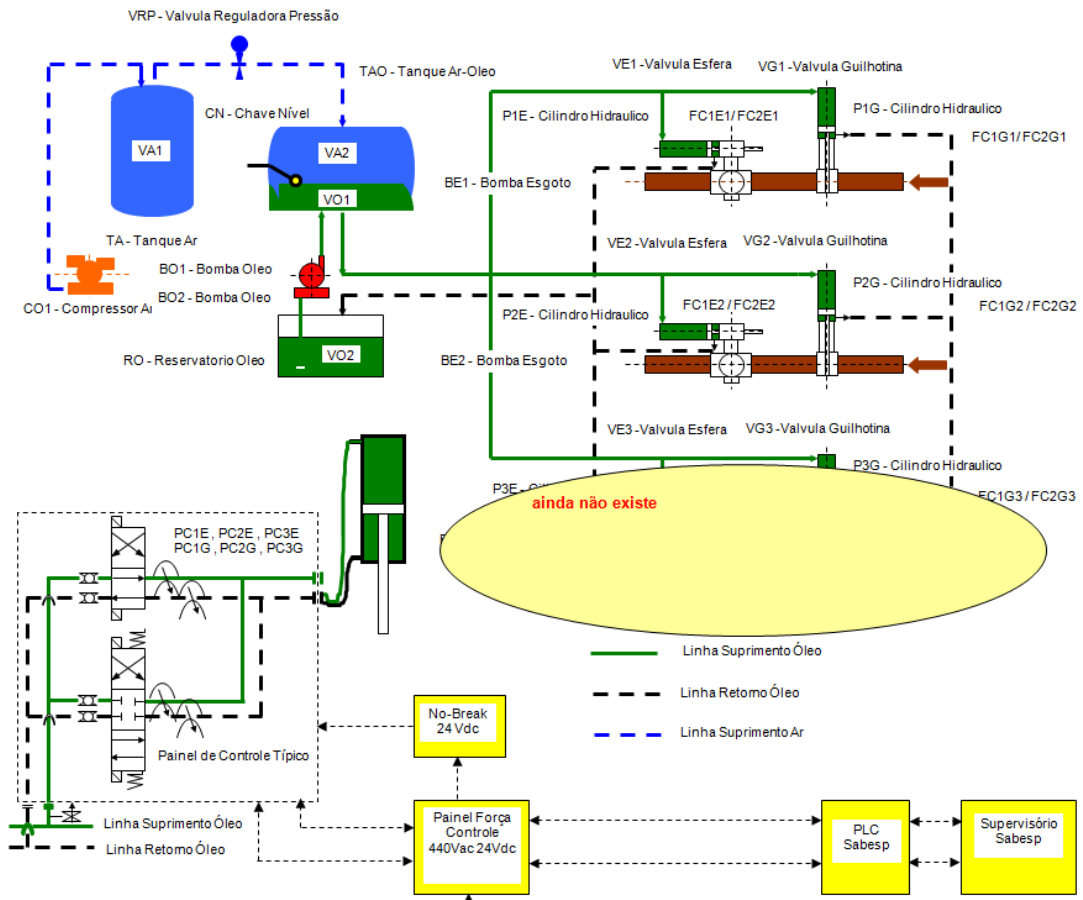 VRP - Valvula Reguladora Pressão
TAO - Tanque Ar-Oleo
VE1 -Valvula Esfera
VG1 -Valvula Guilhotina
CN - Chave Nível
P1E - Cilindro Hidraulico
FC1E1/ FC2E1
P1G - Cilindro Hidraulico
FC1G1/ FC2G1
VA1
VA2
VO1
BE1 - Bomba Esgoto
TA - Tanque Ar
VE2 -Valvula Esfera
VG2 -Valvula Guilhotina
BO1 - Bomba Oleo
BO2 - Bomba Oleo
P2G - Cilindro Hidraulico
CO1 - Compressor
P2E - Cilindro Hidraulico
FC1E2 / FC2E2
FC1G2 / FC2G2
RO - Reservatorio Oleo
VO2
BE2 - Bomba Esgoto
VE3 -Valvula Esfera
VG3 -Valvula Guilhotina
P3E -
P3G - Cilindro Hidraulico
FC1G3 / FC2G3
ainda não existe
PC1E , PC2E , PC3E
PC1G , PC2G , PC3G
Linha Suprimento Óleo
Linha Retorno Óleo
Linha Suprimento Ar
No-Break
24 Vdc
Painel de Controle Típico
Linha Suprimento Óleo
Linha Retorno Óleo
Painel Força
Controle
440Vac 24Vdc
PLC
Sabesp
Supervisório
Sabesp